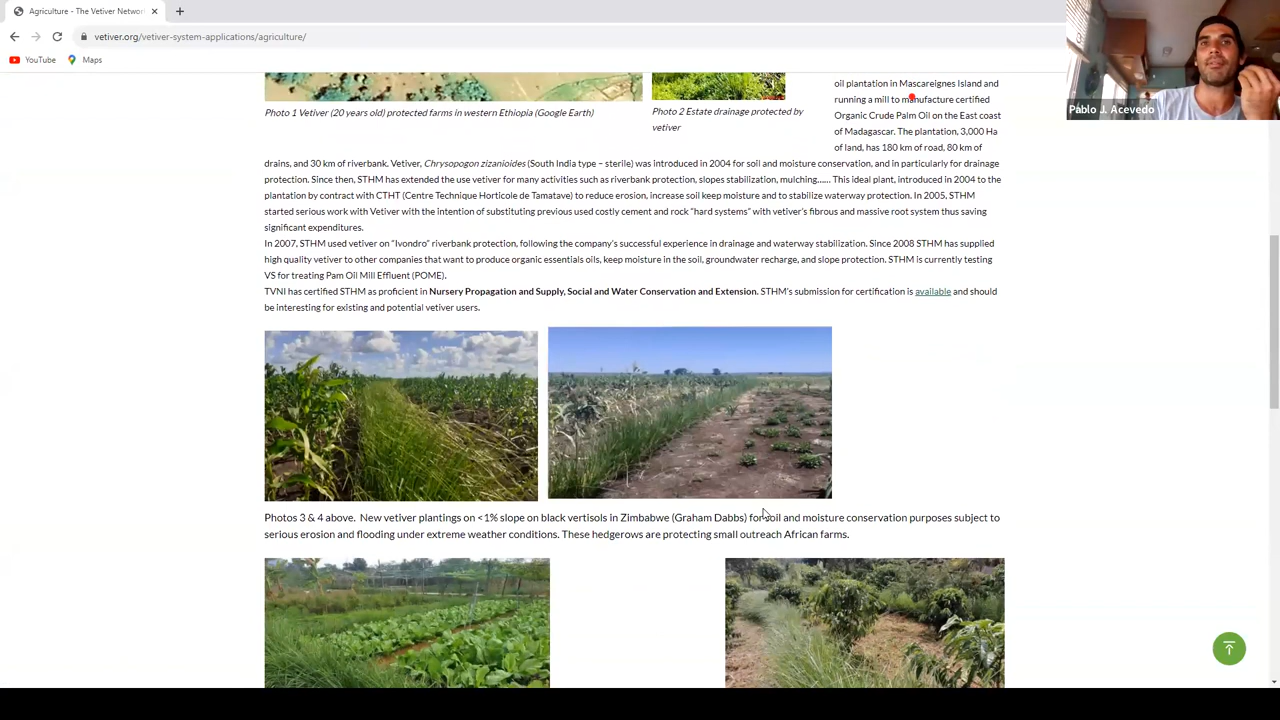 Agriculture - The Vetiver Networ
vetiver.org/vetiver-system-applications/agriculture/
YouTube Maps
Pablo J. Acevedo
Photo 1 Vetiver (20 years old) protected farms in western Ethiopia (Google Earth)
Photo 2 Estate drainage protected by
vetiver
oil plantation in Mascareignes Island and
running a mill to manufacture certified
Organic Crude Palm Oil on the East coast
of Madagascar. The plantation, 3,000 Ha
of land, has 180 km of road, 80 km of
drains, and 30 km of riverbank. Vetiver, Chrysopogon zizanioides (South India type – sterile) was introduced in 2004 for soil and moisture conservation, and in particularly for drainage
protection. Since then, STHM has extended the use vetiver for many activities such as riverbank protection, slopes stabilization, mulching…... This ideal plant, introduced in 2004 to the
plantation by contract with CTHT (Centre Technique Horticole de Tamatave) to reduce erosion, increase soil keep moisture and to stabilize waterway protection. In 2005, STHM
started serious work with Vetiver with the intention of substituting previous used costly cement and rock “hard systems” with vetiver’s fibrous and massive root system thus saving
significant expenditures.
In 2007, STHM used vetiver on “Ivondro” riverbank protection, following the company’s successful experience in drainage and waterway stabilization. Since 2008 STHM has supplied
high quality vetiver to other companies that want to produce organic essentials oils, keep moisture in the soil, groundwater recharge, and slope protection. STHM is currently testing
VS for treating Pam Oil Mill Effluent (POME).
TVNI has certified STHM as proficient in Nursery Propagation and Supply, Social and Water Conservation and Extension. STHM’s submission for certification is available and should
be interesting for existing and potential vetiver users.
Photos 3 & 4 above. New vetiver plantings on <1% slope on black vertisols in Zimbabwe (Graham Dabbs) for soil and moisture conservation purposes subject to
serious erosion and flooding under extreme weather conditions. These hedgerows are protecting small outreach African farms.